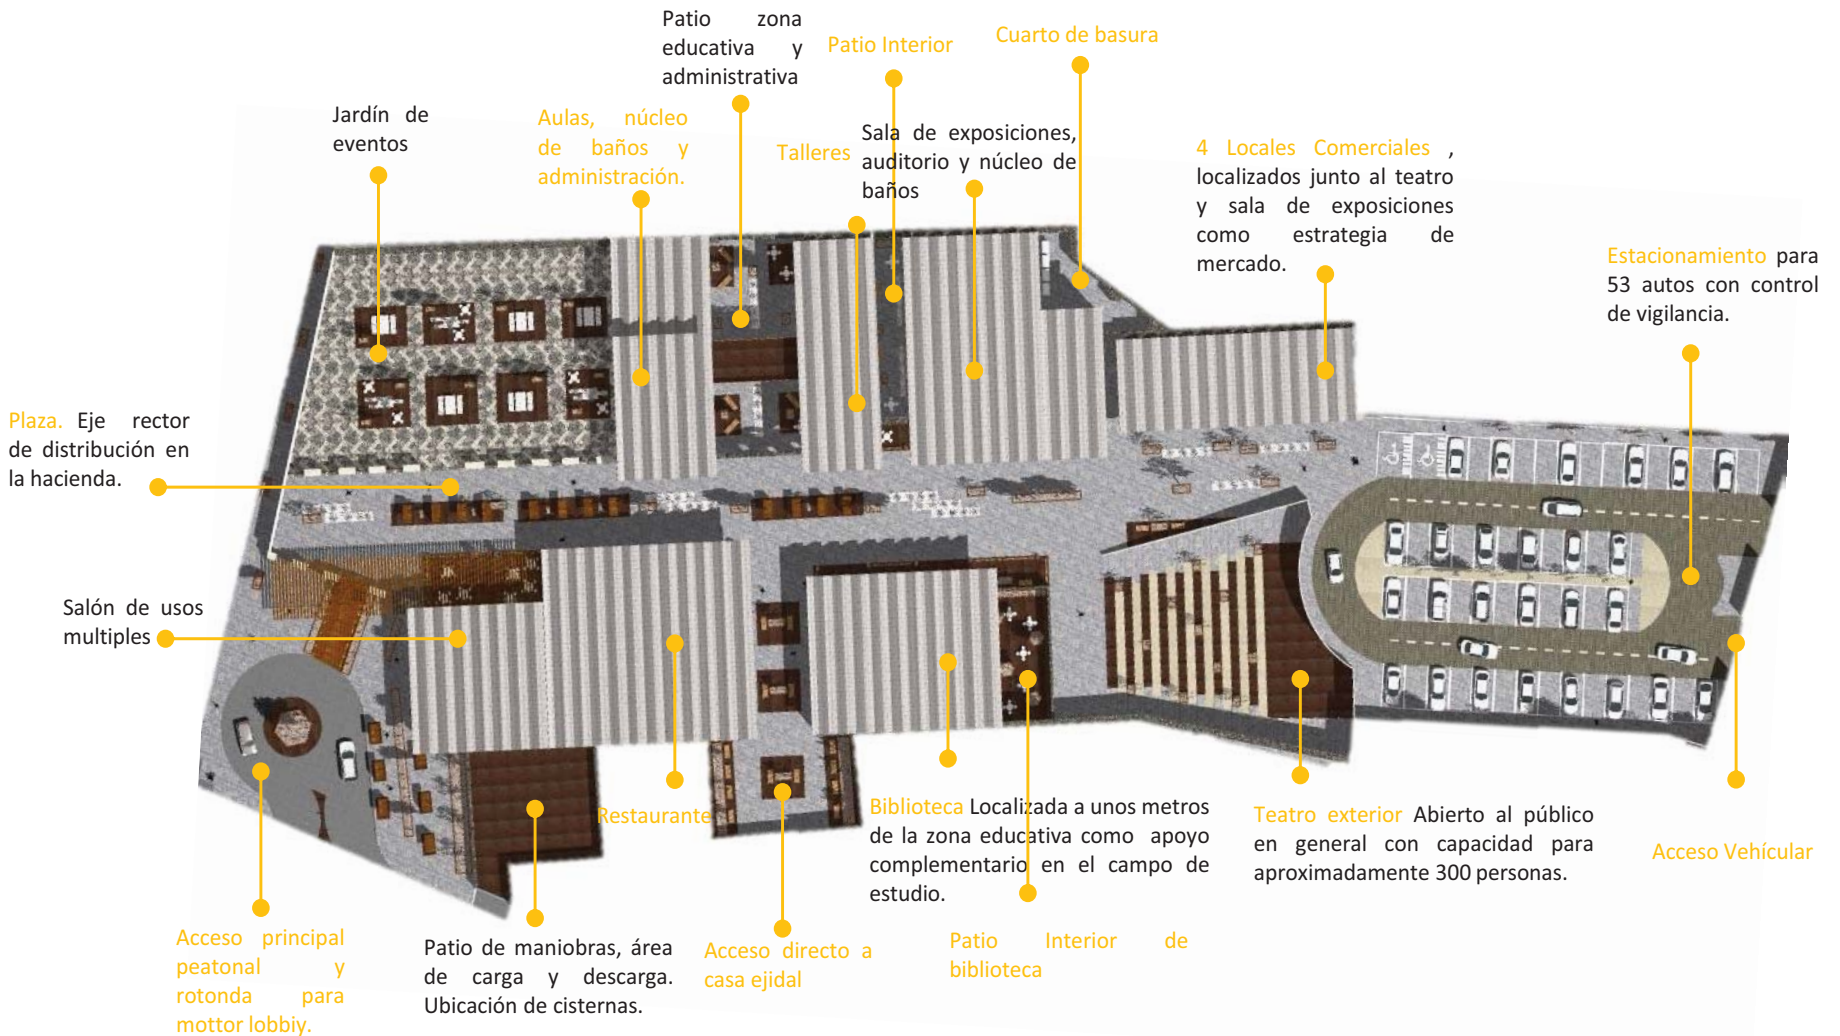 Patio zona
educativa y
administrativa
Patio Interior
Cuarto de basura
Jardín de
eventos
Aulas, núcleo
de baños y
administración.
Talleres
Sala de exposiciones,
auditorio y núcleo de
baños
4 Locales Comerciales ,
localizados junto al teatro
y sala de exposiciones
como estrategia de
mercado.
Estacionamiento para
53 autos con control
de vigilancia.
Plaza. Eje rector
de distribución en
la hacienda.
Salón de usos
multiples
Restaurante
Biblioteca Localizada a unos metros
de la zona educativa como apoyo
complementario en el campo de
estudio.
Teatro exterior Abierto al público
en general con capacidad para
aproximadamente 300 personas.
Acceso Vehícular
Acceso principal
peatonal y
rotonda para
mottor lobbiy.
Patio de maniobras, área
de carga y descarga.
Ubicación de cisternas.
Acceso directo a
casa ejidal
Patio Interior de
biblioteca